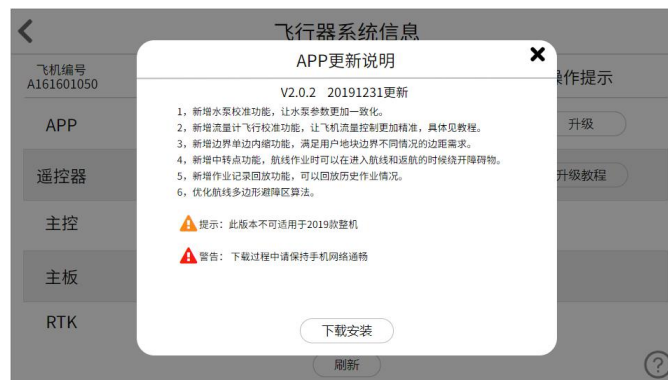 飞行器系统信息
APP更新说明
飞机编号
A161601050
操作提示
V2.0.2 20191231更新
1，新增水泵校准功能，让水泵参数更加一致化。
2，新增流量计飞行校准功能，让飞机流量控制更加精准，具体见教程。
3，新增边界单边内缩功能，满足用户地块边界不同情况的边距需求。
4，新增中转点功能，航线作业时可以在进入航线和返航的时候绕开障碍物。
5，新增作业记录回放功能，可以回放历史作业情况。
6，优化航线多边形避障区算法。
APP
升级
遥控器
升级教程
主控
提示：此版本不可适用于2019款整机
警告： 下载过程中请保持手机网络通畅
主板
RTK
下载安装
刷新
?